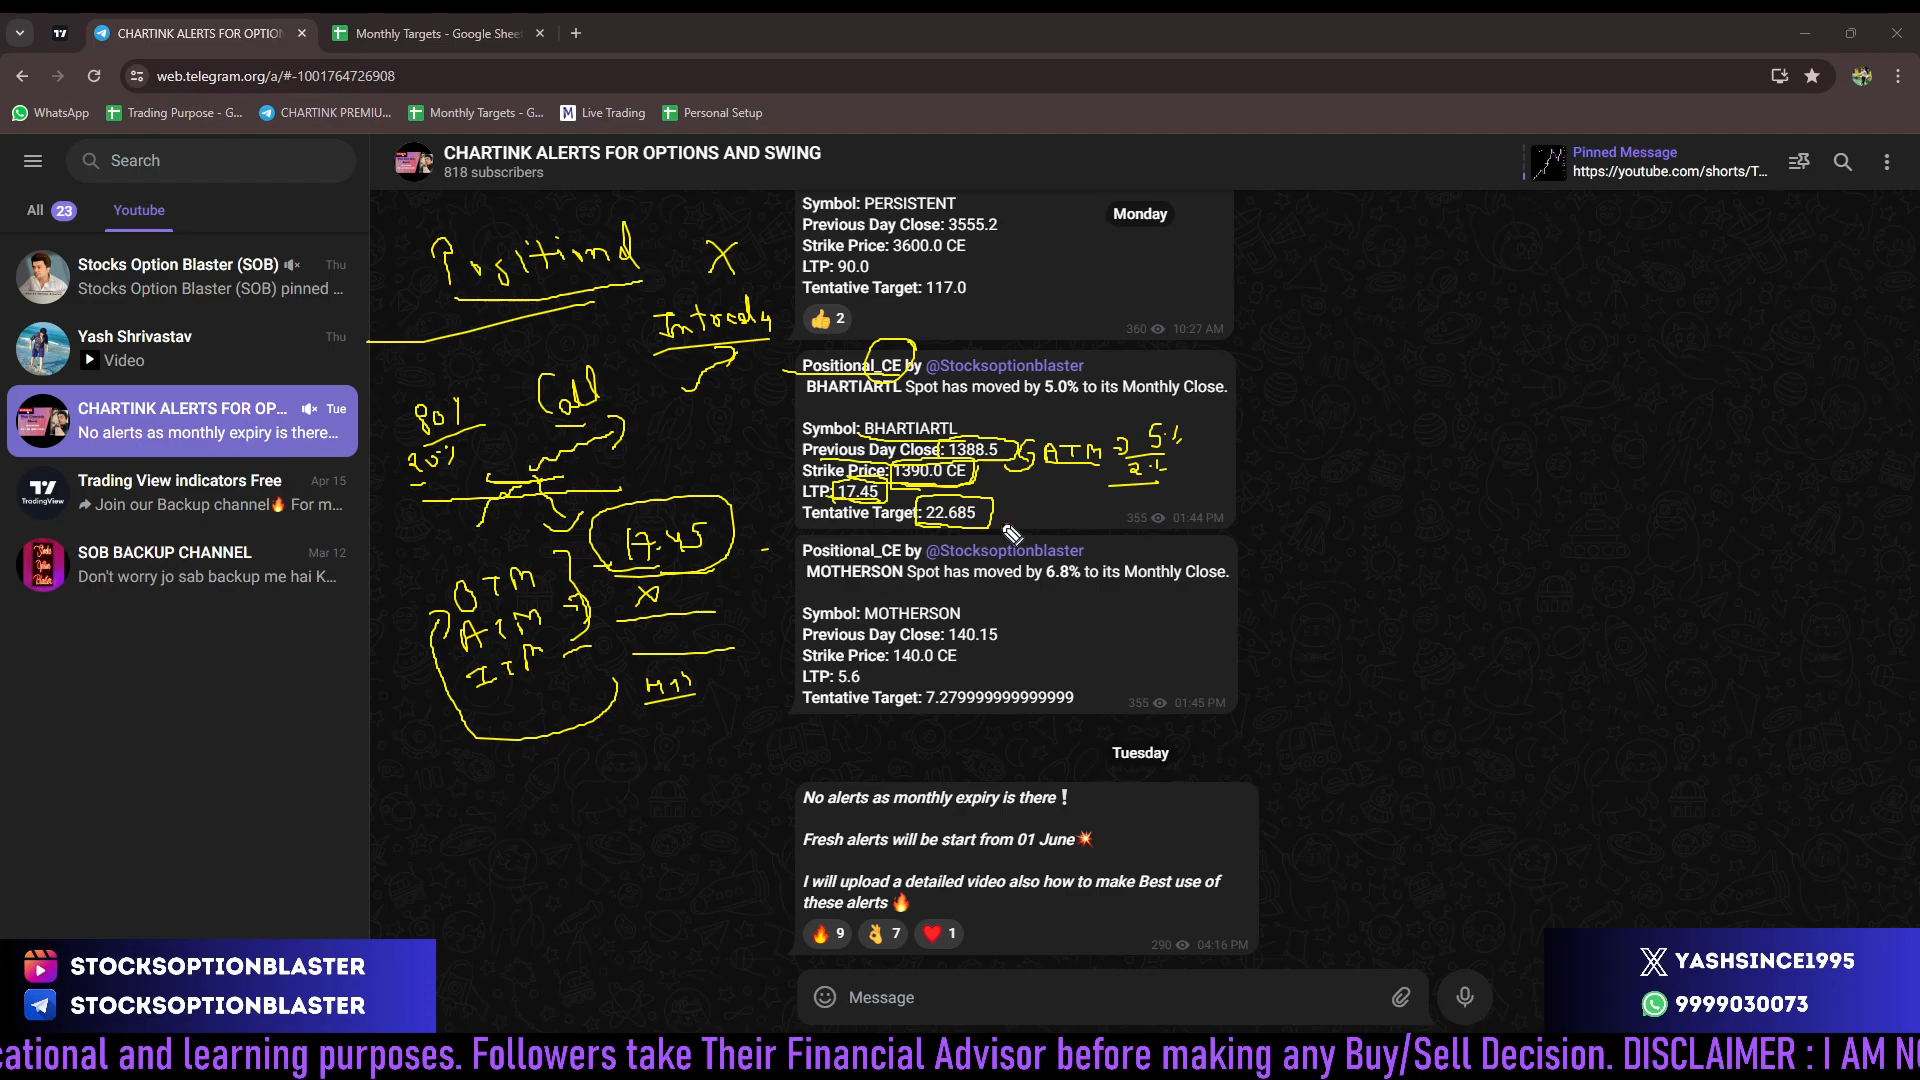 CHARTINK ALERTS FOR OPTION
Monthly Targets - Google Sheet
web.telegram.org/a/#-1001764726908
WhatsApp
Trading Purpose - G...
CHARTINK PREMIU...
Monthly Targets - G...
Live Trading
Personal Setup
Search
CHARTINK ALERTS FOR OPTIONS AND SWING
818 subscribers
Pinned Message
https://youtube.com/shorts/T...
All 23
Youtube
Stocks Option Blaster (SOB) Thu
Stocks Option Blaster (SOB) pinned ...
Yash Shrivastav Thu
Video
CHARTINK ALERTS FOR OP... Tue
No alerts as monthly expiry is there...
Trading View indicators Free Apr 15
Join our Backup channel🔥 For m...
SOB BACKUP CHANNEL Mar 12
Don't worry jo sab backup me hai K...
Positional X
Intraday
Call
80%
20%
17.45
OTM
ATM
ITM
Monday
Symbol: PERSISTENT
Previous Day Close: 3555.2
Strike Price: 3600.0 CE
LTP: 90.0
Tentative Target: 117.0
👍 2
360 10:27 AM
Positional_CE by @Stocksoptionblaster
BHARTIARTL Spot has moved by 5.0% to its Monthly Close.
Symbol: BHARTIARTL
Previous Day Close: 1388.5
Strike Price: 1390.0 CE
LTP: 17.45
Tentative Target: 22.685
355 01:44 PM
ATM
5%
2%
Positional_CE by @Stocksoptionblaster
MOTHERSON Spot has moved by 6.8% to its Monthly Close.
Symbol: MOTHERSON
Previous Day Close: 140.15
Strike Price: 140.0 CE
LTP: 5.6
Tentative Target: 7.279999999999999
355 01:45 PM
Tuesday
No alerts as monthly expiry is there❗
Fresh alerts will be start from 01 June💥
I will upload a detailed video also how to make Best use of
these alerts 🔥
🔥 9 👌 7 ❤️ 1
290 04:16 PM
Message
STOCKSOPTIONBLASTER
STOCKSOPTIONBLASTER
YASHSINCE1995
9999030073
cational and learning purposes. Followers take Their Financial Advisor before making any Buy/Sell Decision. DISCLAIMER : I AM NO